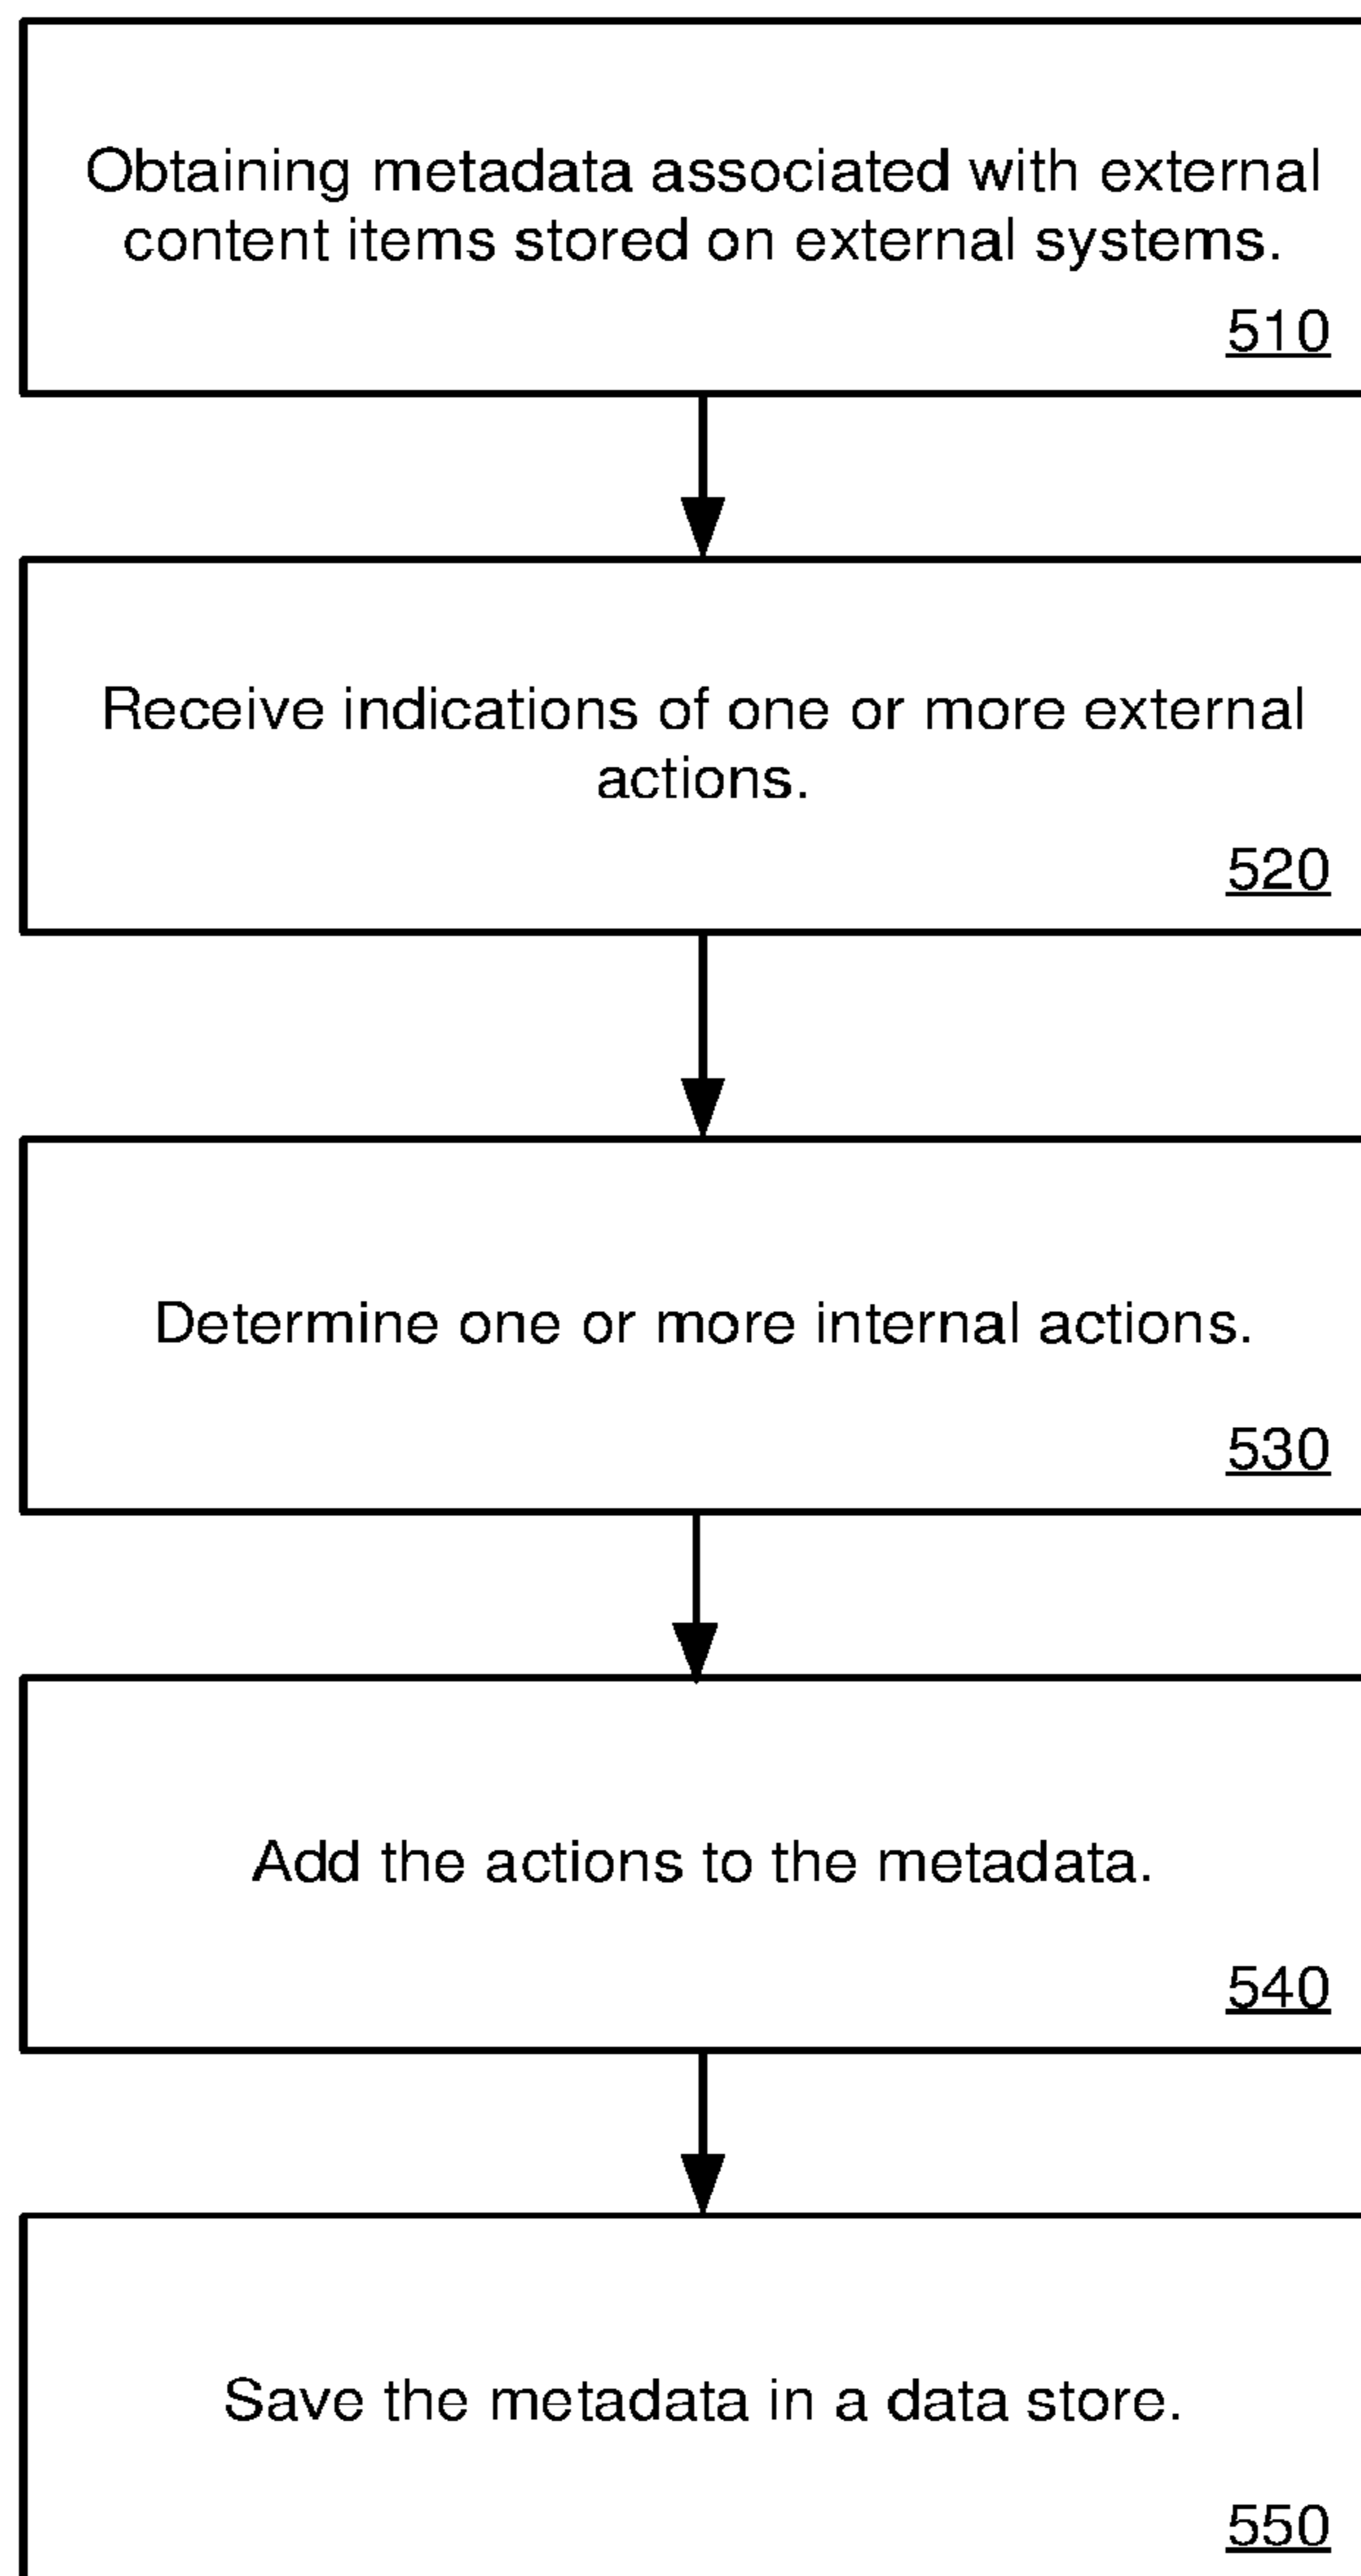 Obtaining metadata associated with external
content items stored on external systems.
510
Receive indications of one or more external
actions.
520
Determine one or more internal actions.
530
Add the actions to the metadata.
540
Save the metadata in a data store.
550